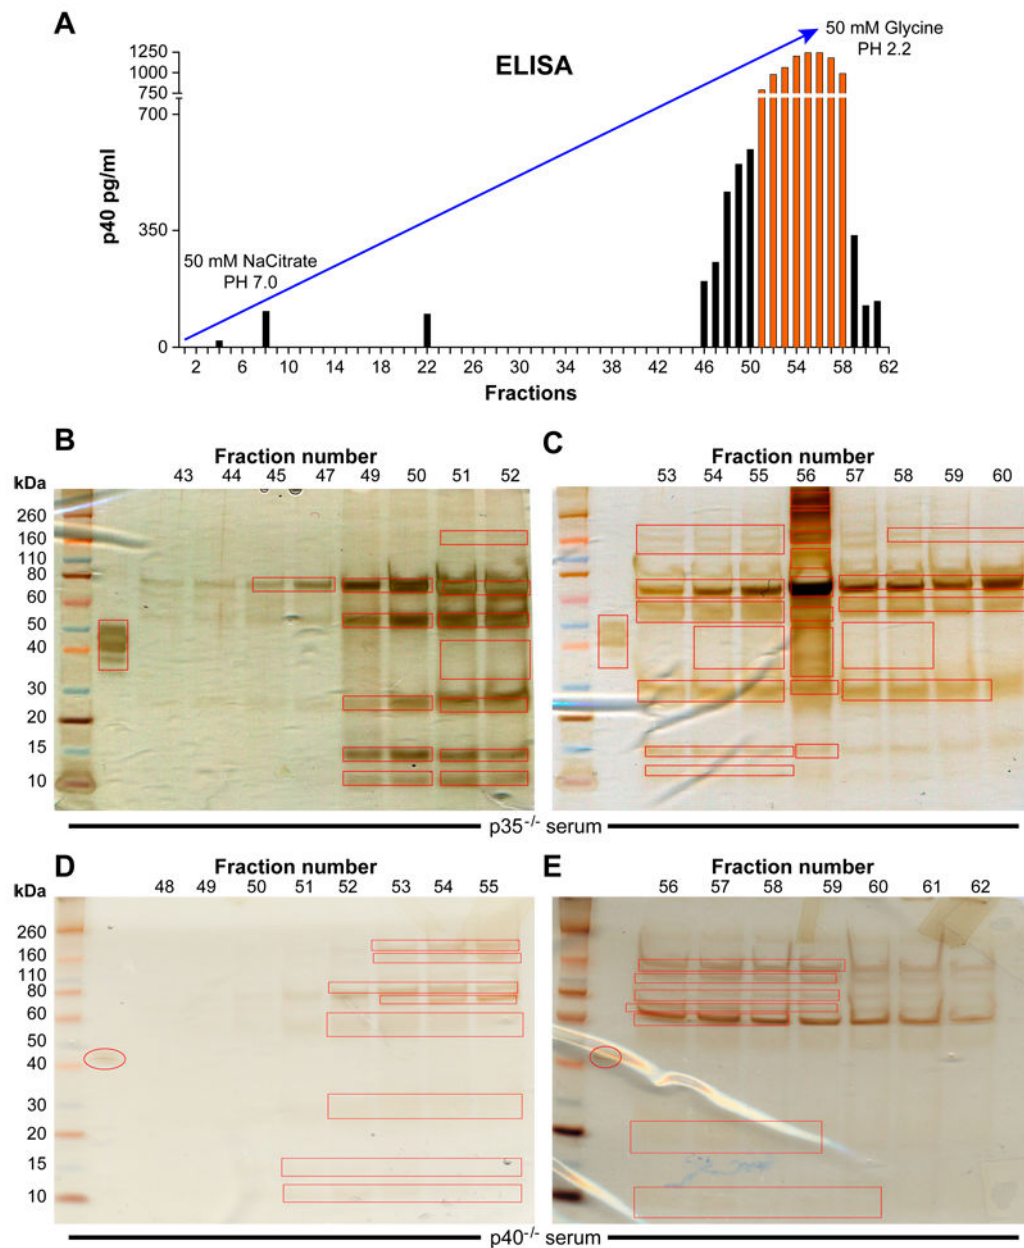 A
ELISA
50 mM Glycine
PH 2.2
1250
1000
750
700
350
0
p40 pg/ml
50 mM NaCitrate
PH 7.0
2 6 10 14 18 22 26 30 34 38 42 46 50 54 58 62
Fractions
B
Fraction number
kDa 43 44 45 47 49 50 51 52
260
160
110
80
60
50
40
30
20
15
10
C
Fraction number
53 54 55 56 57 58 59 60
p35-/- serum
D
Fraction number
kDa 48 49 50 51 52 53 54 55
260
160
110
80
60
50
40
30
20
15
10
E
Fraction number
56 57 58 59 60 61 62
p40-/- serum